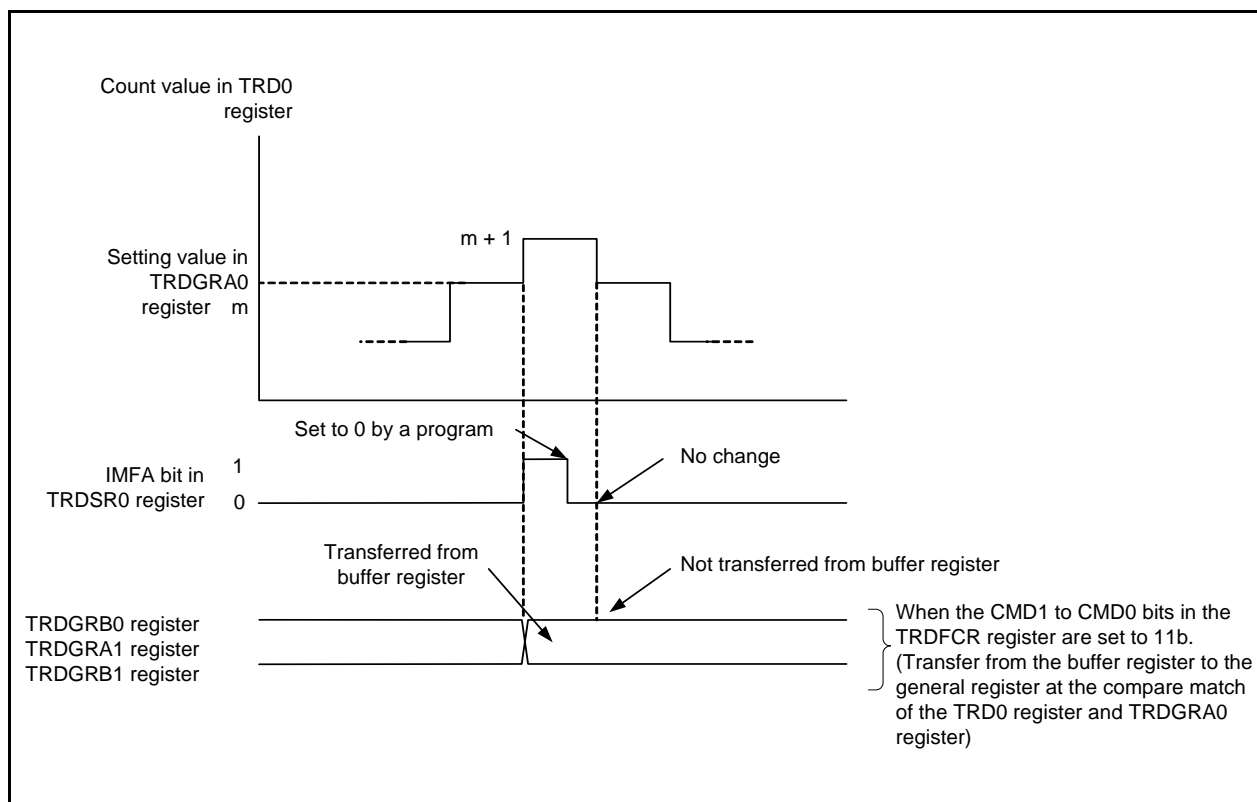 Count value in TRD0
register
m + 1
Setting value in
TRDGRA0
register m
Set to 0 by a program
No change
IMFA bit in
TRDSR0 register
1
0
Transferred from
buffer register
Not transferred from buffer register
TRDGRB0 register
TRDGRA1 register
TRDGRB1 register
When the CMD1 to CMD0 bits in the
TRDFCR register are set to 11b.
(Transfer from the buffer register to the
general register at the compare match
of the TRD0 register and TRDGRA0
register)